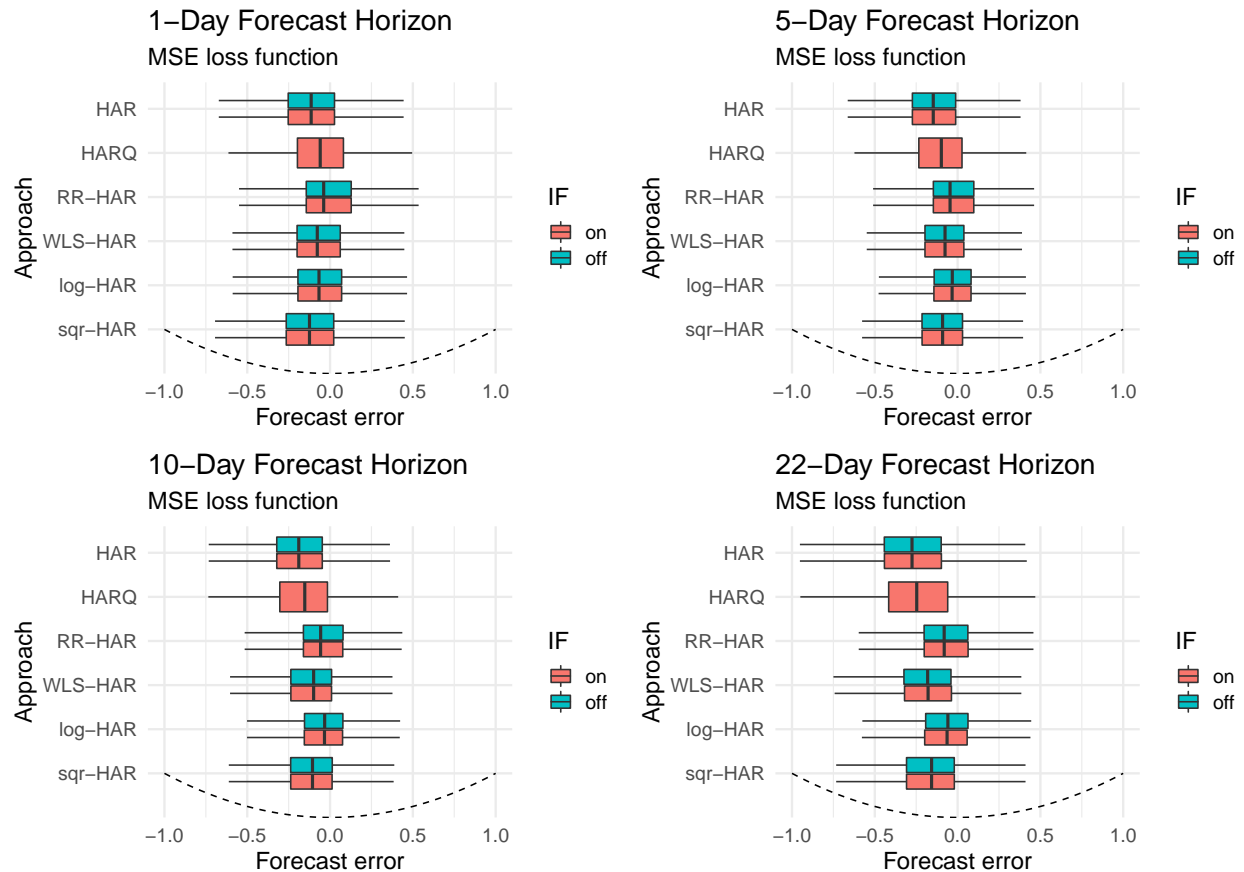 1−Day Forecast Horizon
MSE loss function
HAR
HARQ
RR−HAR
WLS−HAR
log−HAR
sqr−HAR
Approach
−1.0 −0.5 0.0 0.5 1.0
Forecast error
IF
on
off
5−Day Forecast Horizon
MSE loss function
HAR
HARQ
RR−HAR
WLS−HAR
log−HAR
sqr−HAR
Approach
−1.0 −0.5 0.0 0.5 1.0
Forecast error
IF
on
off
10−Day Forecast Horizon
MSE loss function
HAR
HARQ
RR−HAR
WLS−HAR
log−HAR
sqr−HAR
Approach
−1.0 −0.5 0.0 0.5 1.0
Forecast error
IF
on
off
22−Day Forecast Horizon
MSE loss function
HAR
HARQ
RR−HAR
WLS−HAR
log−HAR
sqr−HAR
Approach
−1.0 −0.5 0.0 0.5 1.0
Forecast error
IF
on
off